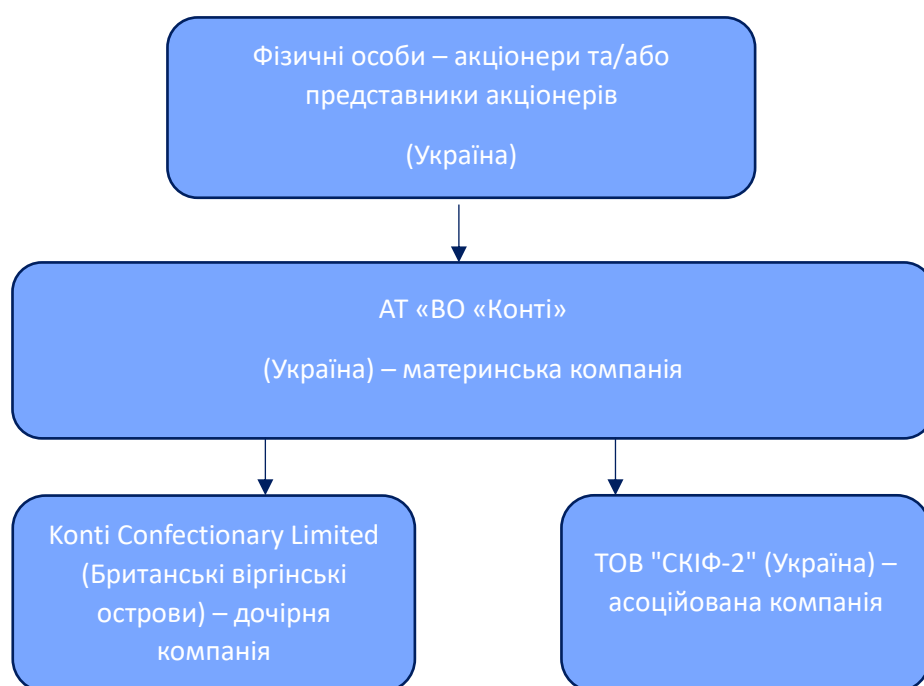 Фізичні особи – акціонери та/або
представники акціонерів
(Україна)
АТ «ВО «Конті»
(Україна) – материнська компанія
Konti Confectionary Limited
(Британські віргінські
острови) – дочірня
компанія
ТОВ "СКІФ-2" (Україна) –
асоційована компанія